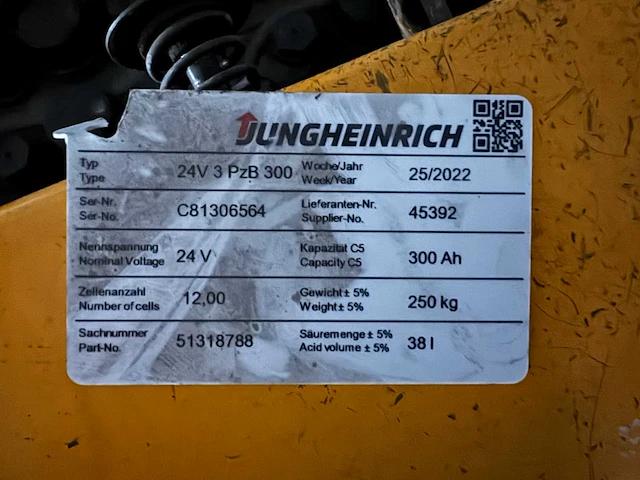 JUNGHEINRICH
Typ
Type
24V 3 PzB 300
Woche/Jahr
Week/Year
25/2022
Ser-Nr.
Ser-No.
C81306564
Lieferanten-Nr.
Supplier-No.
45392
Nennspannung
Nominal Voltage
24 V
Kapazität C5
Capacity C5
300 Ah
Zellenanzahl
Number of cells
12,00
Gewicht± 5%
Weight± 5%
250 kg
Sachnummer
Part-No.
51318788
Säuremenge ± 5%
Acid volume ± 5%
38 l